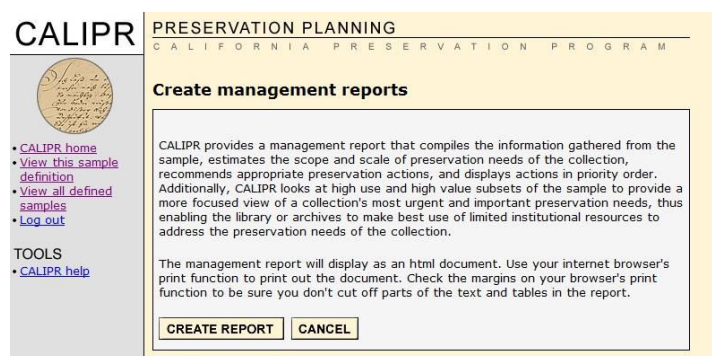 CALIPR
PRESERVATION PLANNING
CALIFORNIA PRESERVATION PROGRAM
• CALIPR home
• View this sample
definition
• View all defined
samples
• Log out
TOOLS
• CALIPR help
Create management reports
CALIPR provides a management report that compiles the information gathered from the
sample, estimates the scope and scale of preservation needs of the collection,
recommends appropriate preservation actions, and displays actions in priority order.
Additionally, CALIPR looks at high use and high value subsets of the sample to provide a
more focused view of a collection's most urgent and important preservation needs, thus
enabling the library or archives to make best use of limited institutional resources to
address the preservation needs of the collection.
The management report will display as an html document. Use your internet browser's
print function to print out the document. Check the margins on your browser's print
function to be sure you don't cut off parts of the text and tables in the report.
CREATE REPORT CANCEL